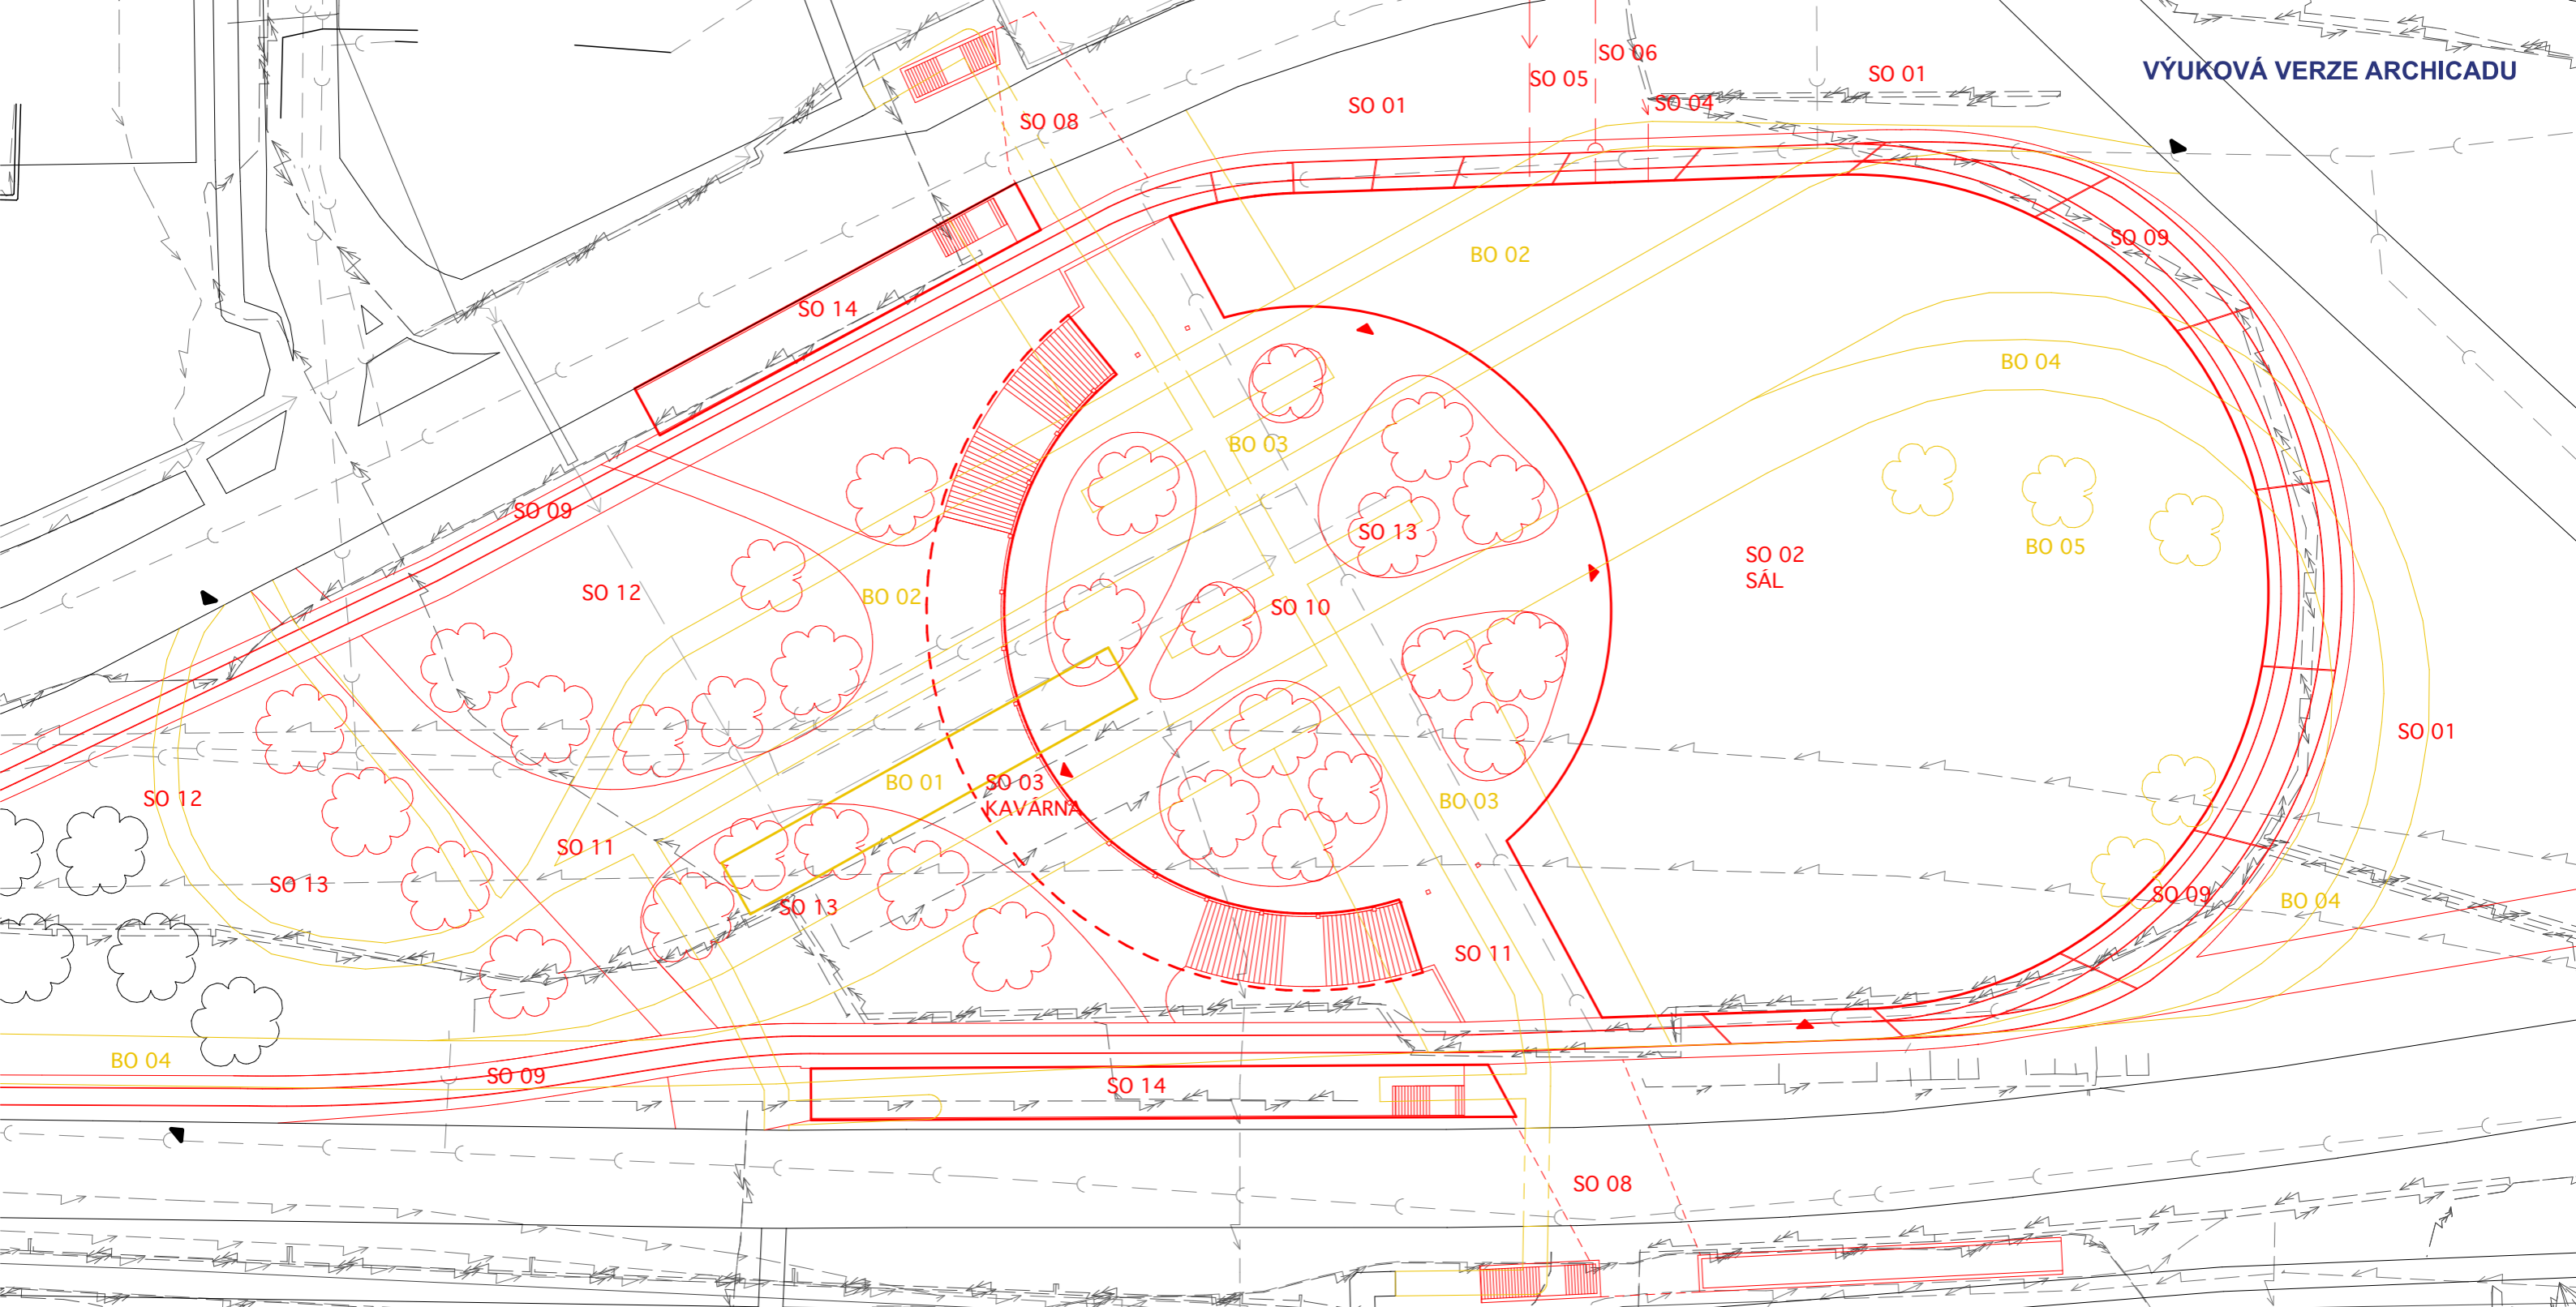 SO 06
VÝUKOVÁ VERZE ARCHICADU
SO 01
SO 05
SO 01
SO 04
SO 08
SO 09
BO 02
SO 14
BO 04
BO 03
SO 09
SO 13
BO 05
SO 02
SÁL
SO 12
BO 02
SO 10
SO 01
BO 01
SO 03
KAVÁRNA
SO 12
BO 03
SO 11
SO 13
SO 09
BO 04
SO 13
SO 11
BO 04
SO 09
SO 14
SO 08